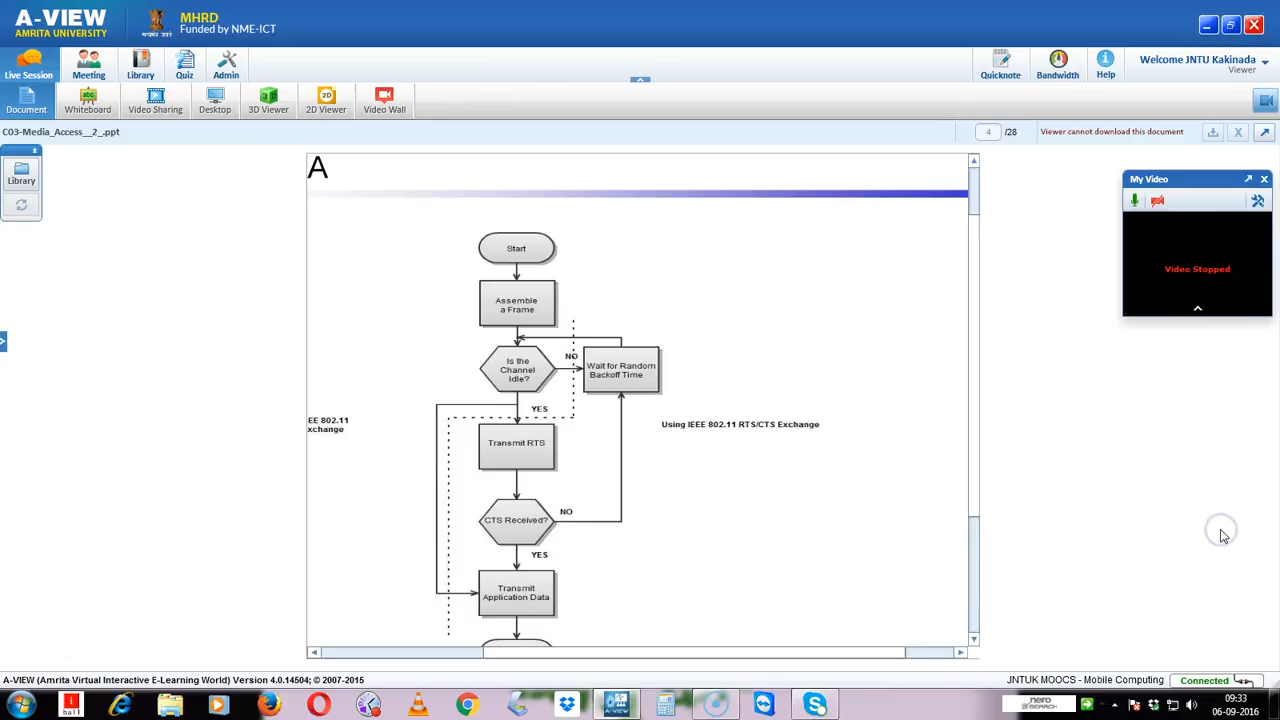 A-VIEW
AMRITA UNIVERSITY
MHRD
Funded by NME-ICT
Live Session
Meeting
Library
Quiz
Admin
Quicknote
Bandwidth
Help
Welcome JNTU Kakinada
Viewer
Document
Whiteboard
Video Sharing
Desktop
3D Viewer
2D Viewer
Video Wall
C03-Media_Access__2_.ppt
4 /28
Viewer cannot download this document
Library
A
My Video
Video Stopped
Start
Assemble
a Frame
Is the
Channel
Idle?
NO
Wait for Random
Backoff Time
YES
EE 802.11
xchange
Using IEEE 802.11 RTS/CTS Exchange
Transmit RTS
CTS Received?
NO
YES
Transmit
Application Data
A-VIEW (Amrita Virtual Interactive E-Learning World) Version 4.0.14504; © 2007-2015
JNTUK MOOCS - Mobile Computing
Connected
09:33
06-09-2016